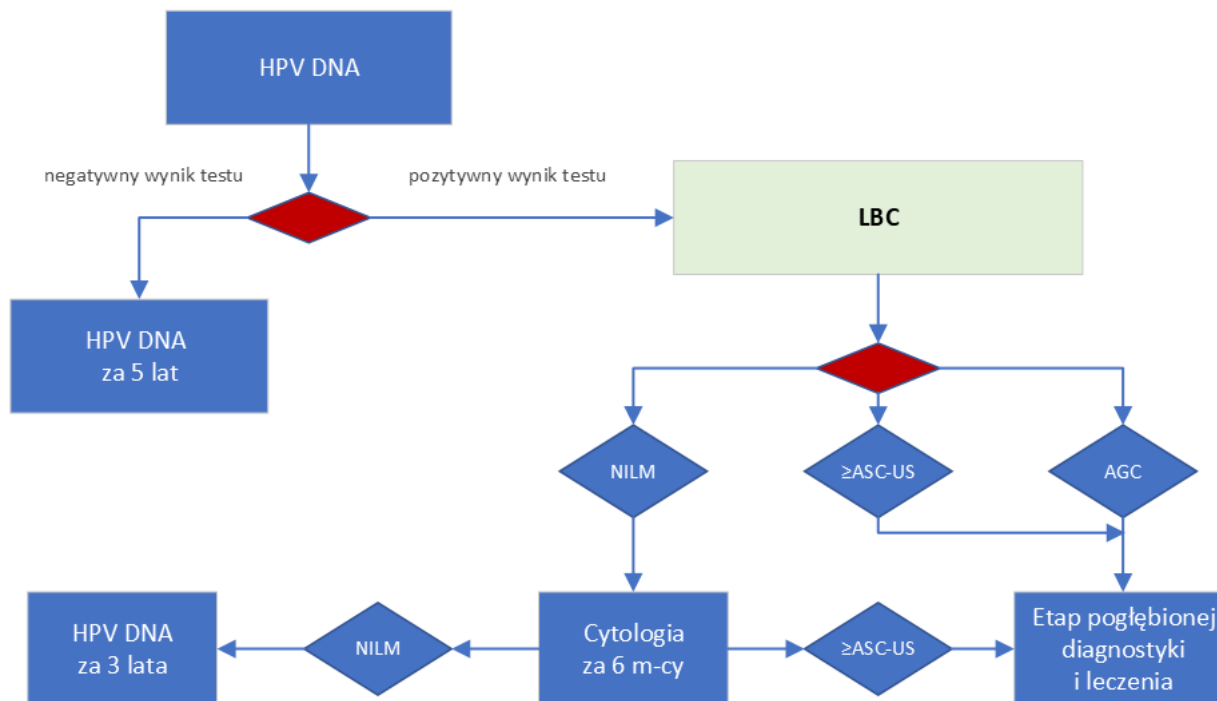 HPV DNA
negatywny wynik testu
pozytywny wynik testu
LBC
HPV DNA
za 5 lat
NILM
≥ASC-US
AGC
HPV DNA
za 3 lata
NILM
Cytologia
za 6 m-cy
≥ASC-US
Etap pogłębionej
diagnostyki
i leczenia